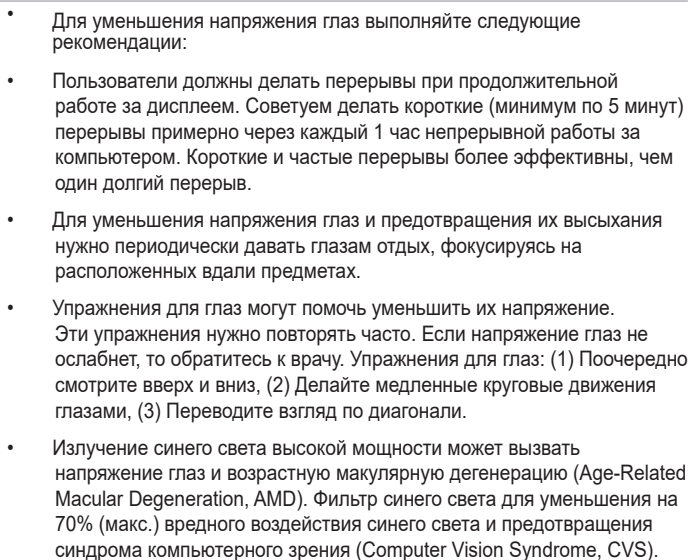 • Для уменьшения напряжения глаз выполняйте следующие
рекомендации:
• Пользователи должны делать перерывы при продолжительной
работе за дисплеем. Советуем делать короткие (минимум по 5 минут)
перерывы примерно через каждый 1 час непрерывной работы за
компьютером. Короткие и частые перерывы более эффективны, чем
один долгий перерыв.
• Для уменьшения напряжения глаз и предотвращения их высыхания
нужно периодически давать глазам отдых, фокусируясь на
расположенных вдали предметах.
• Упражнения для глаз могут помочь уменьшить их напряжение.
Эти упражнения нужно повторять часто. Если напряжение глаз не
ослабнет, то обратитесь к врачу. Упражнения для глаз: (1) Поочередно
смотрите вверх и вниз, (2) Делайте медленные круговые движения
глазами, (3) Переводите взгляд по диагонали.
• Излучение синего света высокой мощности может вызвать
напряжение глаз и возрастную макулярную дегенерацию (Age-Related
Macular Degeneration, AMD). Фильтр синего света для уменьшения на
70% (макс.) вредного воздействия синего света и предотвращения
синдрома компьютерного зрения (Computer Vision Syndrome, CVS).